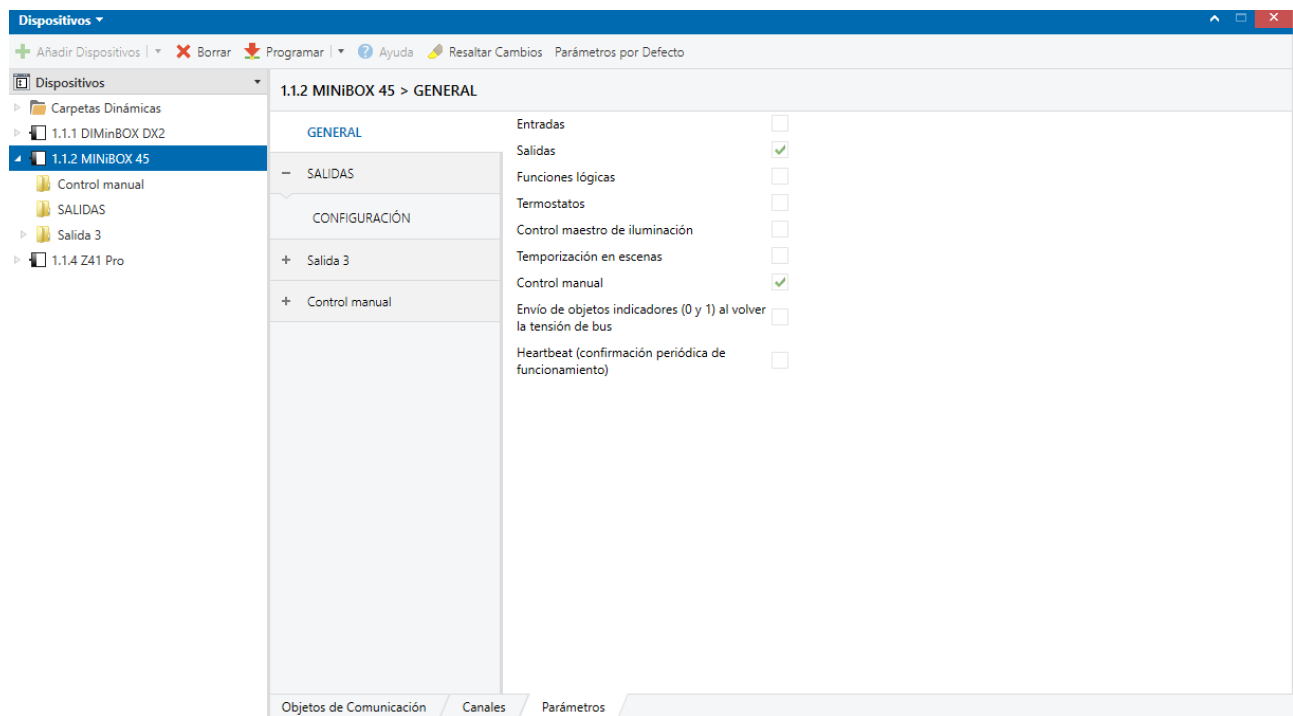 Dispositivos
Añadir Dispositivos Borrar Programar Ayuda Resaltar Cambios Parámetros por Defecto
Dispositivos
Carpetas Dinámicas
1.1.1 DIMinBOX DX2
1.1.2 MINiBOX 45
Control manual
SALIDAS
Salida 3
1.1.4 Z41 Pro
1.1.2 MINiBOX 45 > GENERAL
GENERAL
SALIDAS
CONFIGURACIÓN
Salida 3
Control manual
Entradas
Salidas
Funciones lógicas
Termostatos
Control maestro de iluminación
Temporización en escenas
Control manual
Envío de objetos indicadores (0 y 1) al volver
la tensión de bus
Heartbeat (confirmación periódica de
funcionamiento)
Objetos de Comunicación Canales Parámetros